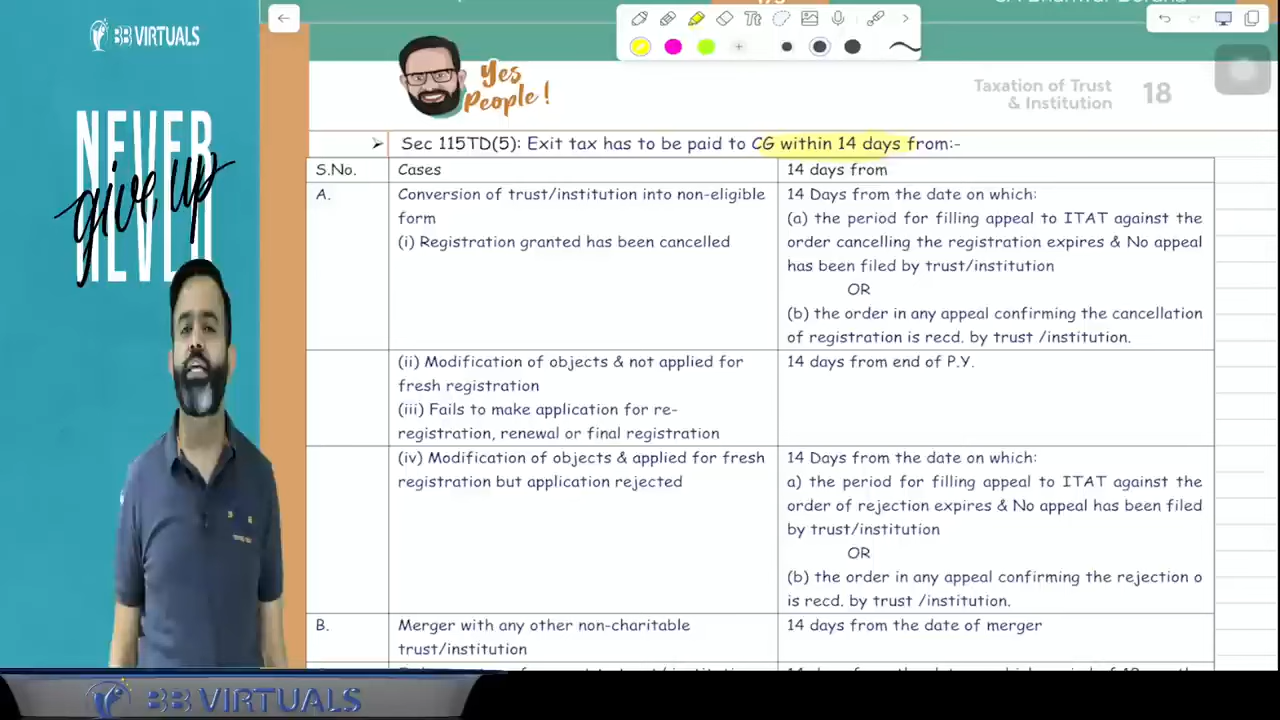 BB VIRTUALS
NEVER
give up
NEVER
Yes
People !
Taxation of Trust
& Institution
18
➤ Sec 115TD(5): Exit tax has to be paid to CG within 14 days from:-
S.No. Cases 14 days from
A. Conversion of trust/institution into non-eligible
form
(i) Registration granted has been cancelled
14 Days from the date on which:
(a) the period for filling appeal to ITAT against the
order cancelling the registration expires & No appeal
has been filed by trust/institution
OR
(b) the order in any appeal confirming the cancellation
of registration is recd. by trust /institution.
(ii) Modification of objects & not applied for
fresh registration
(iii) Fails to make application for re-
registration, renewal or final registration
14 days from end of P.Y.
(iv) Modification of objects & applied for fresh
registration but application rejected
14 Days from the date on which:
a) the period for filling appeal to ITAT against the
order of rejection expires & No appeal has been filed
by trust/institution
OR
(b) the order in any appeal confirming the rejection o
is recd. by trust /institution.
B. Merger with any other non-charitable
trust/institution
14 days from the date of merger
BB VIRTUALS